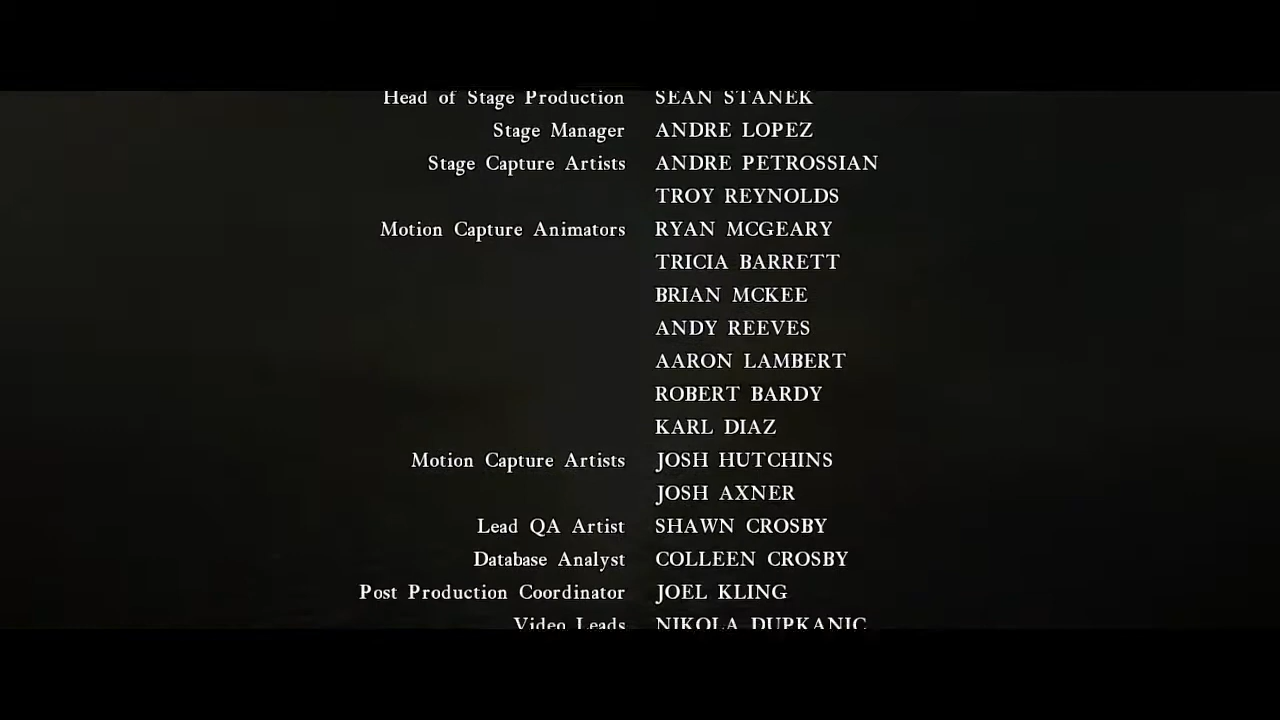 Head of Stage Production SEAN STANEK
Stage Manager ANDRE LOPEZ
Stage Capture Artists ANDRE PETROSSIAN
TROY REYNOLDS
Motion Capture Animators RYAN MCGEARY
TRICIA BARRETT
BRIAN MCKEE
ANDY REEVES
AARON LAMBERT
ROBERT BARDY
KARL DIAZ
Motion Capture Artists JOSH HUTCHINS
JOSH AXNER
Lead QA Artist SHAWN CROSBY
Database Analyst COLLEEN CROSBY
Post Production Coordinator JOEL KLING
Video Leads NIKOLA DUPKANIC